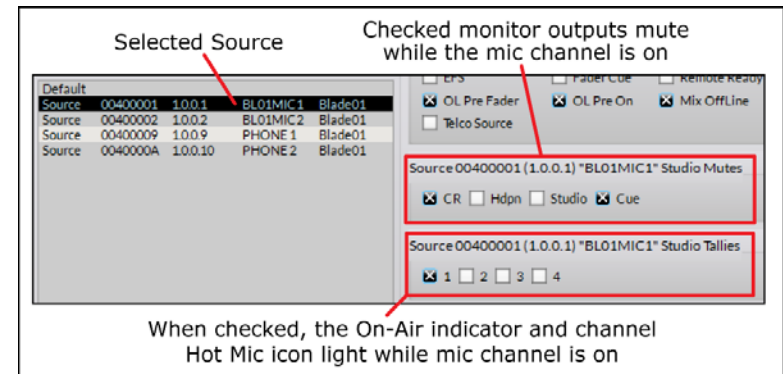 Selected Source
Checked monitor outputs mute
while the mic channel is on
Default
Source 00400001 1.0.0.1 BL01MIC1 Blade01
Source 00400002 1.0.0.2 BL01MIC2 Blade01
Source 00400009 1.0.0.9 PHONE 1 Blade01
Source 0040000A 1.0.0.10 PHONE 2 Blade01
EFS Fader Cue Remote Ready
OL Pre Fader OL Pre On Mix OffLine
Telco Source
Source 00400001 (1.0.0.1) "BL01MIC1" Studio Mutes
CR Hdpn Studio Cue
Source 00400001 (1.0.0.1) "BL01MIC1" Studio Tallies
1 2 3 4
When checked, the On-Air indicator and channel
Hot Mic icon light while mic channel is on